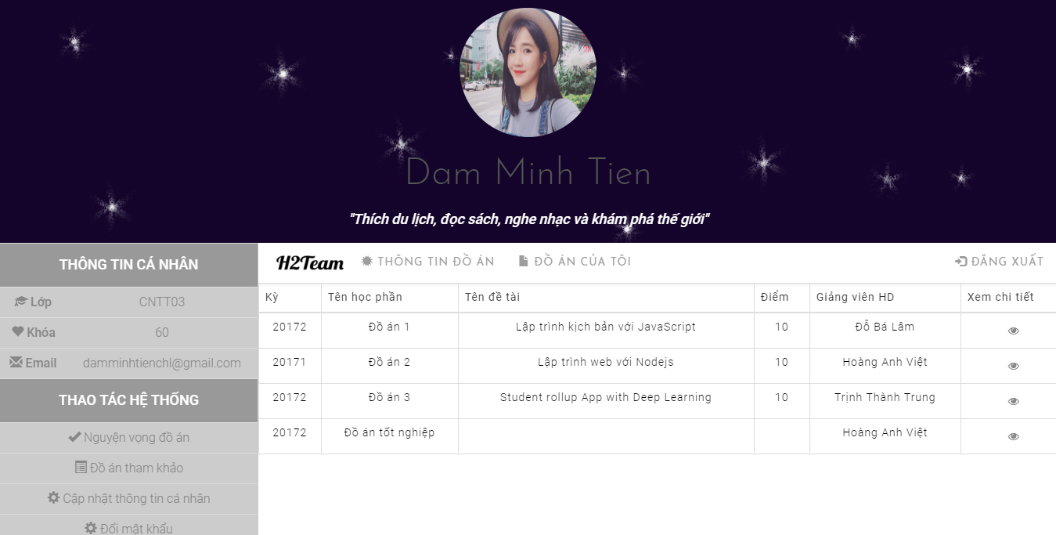 Dam Minh Tien
"Thích du lịch, đọc sách, nghe nhạc và khám phá thế giới"
THÔNG TIN CÁ NHÂN
Lớp CNTT03
Khóa 60
Email damminhtienchl@gmail.com
THAO TÁC HỆ THỐNG
Nguyện vọng đồ án
Đồ án tham khảo
Cập nhật thông tin cá nhân
Đổi mật khẩu
H2Team THÔNG TIN ĐỒ ÁN ĐỒ ÁN CỦA TÔI ĐĂNG XUẤT
Kỳ Tên học phần Tên đề tài Điểm Giảng viên HD Xem chi tiết
20172 Đồ án 1 Lập trình kịch bản với JavaScript 10 Đỗ Bá Lâm
20171 Đồ án 2 Lập trình web với Nodejs 10 Hoàng Anh Việt
20172 Đồ án 3 Student rollup App with Deep Learning 10 Trịnh Thành Trung
20172 Đồ án tốt nghiệp Hoàng Anh Việt